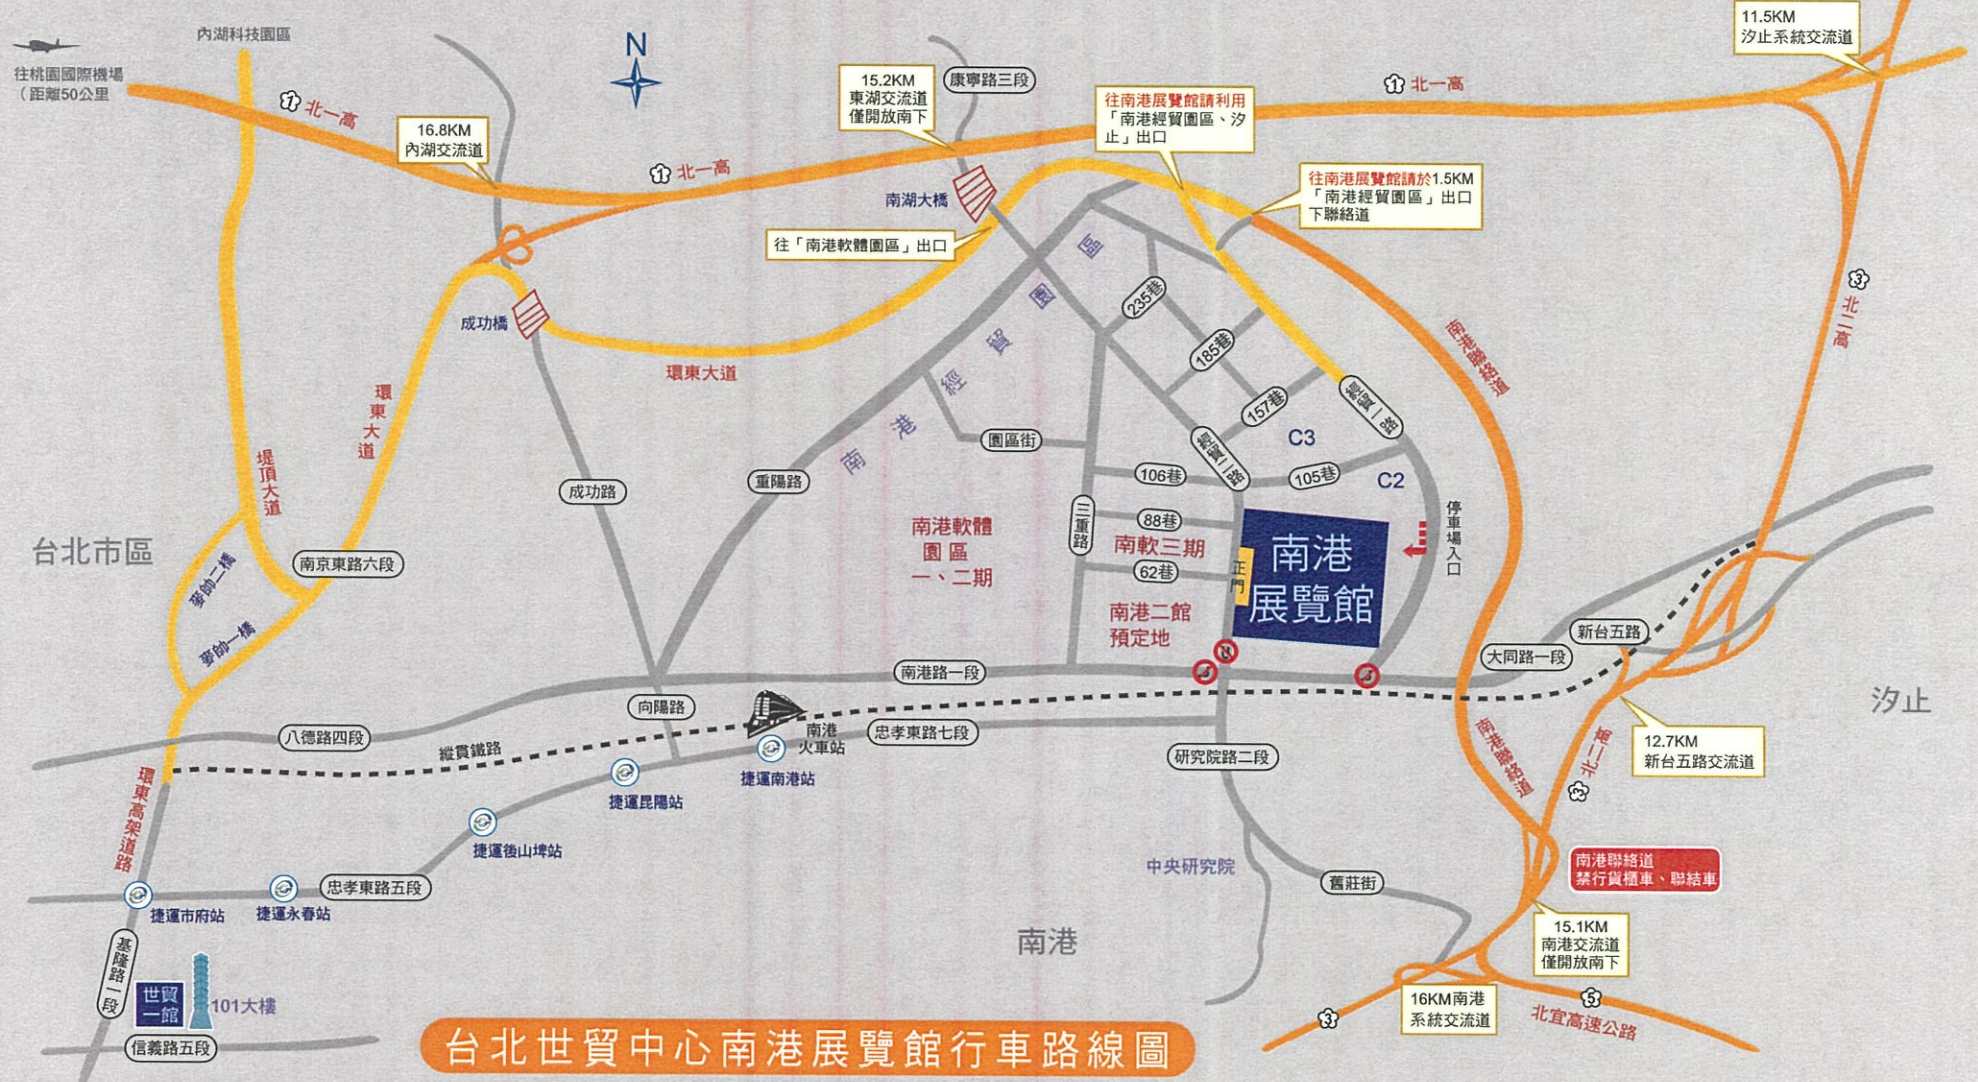 內湖科技園區
往桃園國際機場
（距離50公里
1 北一高
16.8KM
內湖交流道
N
1 北一高
15.2KM
東湖交流道
僅開放南下
康寧路三段
往南港展覽館請利用
「南港經貿園區、汐
止」出口
1 北一高
11.5KM
汐止系統交流道
南湖大橋
往南港展覽館請於1.5KM
「南港經貿園區」出口
下聯絡道
往「南港軟體園區」出口
成功橋
環東大道
環東大道
南港經貿園區
235巷
185巷
157巷
經貿一路
經貿二路
C3
C2
105巷
106巷
88巷
62巷
園區街
三重路
重陽路
成功路
南港聯絡道
3
北二高
堤頂大道
台北市區
南京東路六段
麥帥二橋
麥帥一橋
南港軟體
園區
一、二期
南軟三期
南港二館
預定地
正門
南港
展覽館
停車場入口
新台五路
大同路一段
汐止
南港路一段
向陽路
八德路四段
縱貫鐵路
南港
火車站
忠孝東路七段
捷運南港站
捷運昆陽站
捷運後山埤站
研究院路二段
南港聯絡道
北二高
3
12.7KM
新台五路交流道
環東高架道路
捷運市府站
捷運永春站
忠孝東路五段
中央研究院
舊莊街
南港聯絡道
禁行貨櫃車、聯結車
15.1KM
南港交流道
僅開放南下
南港
基隆路一段
世貿
一館
101大樓
信義路五段
16KM南港
系統交流道
3
5
北宜高速公路
台北世貿中心南港展覽館行車路線圖